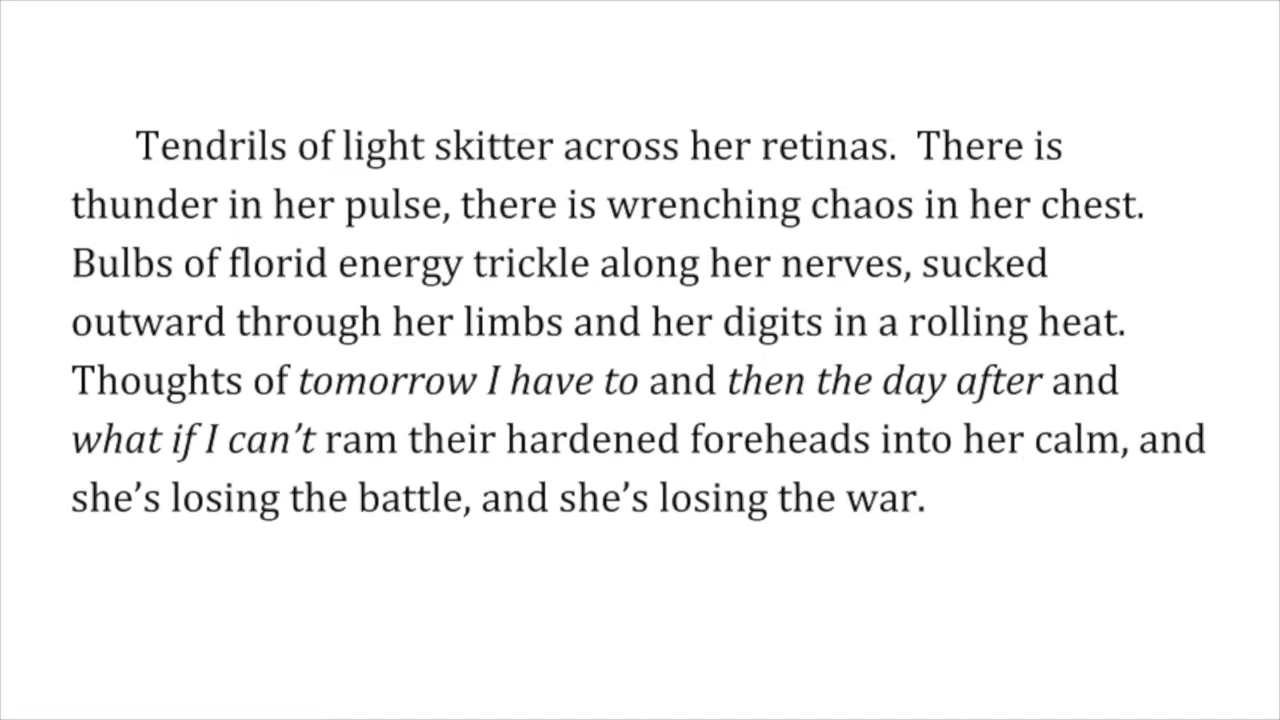 Tendrils of light skitter across her retinas.  There is
thunder in her pulse, there is wrenching chaos in her chest.
Bulbs of florid energy trickle along her nerves, sucked
outward through her limbs and her digits in a rolling heat.
Thoughts of tomorrow I have to and then the day after and
what if I can’t ram their hardened foreheads into her calm, and
she’s losing the battle, and she’s losing the war.